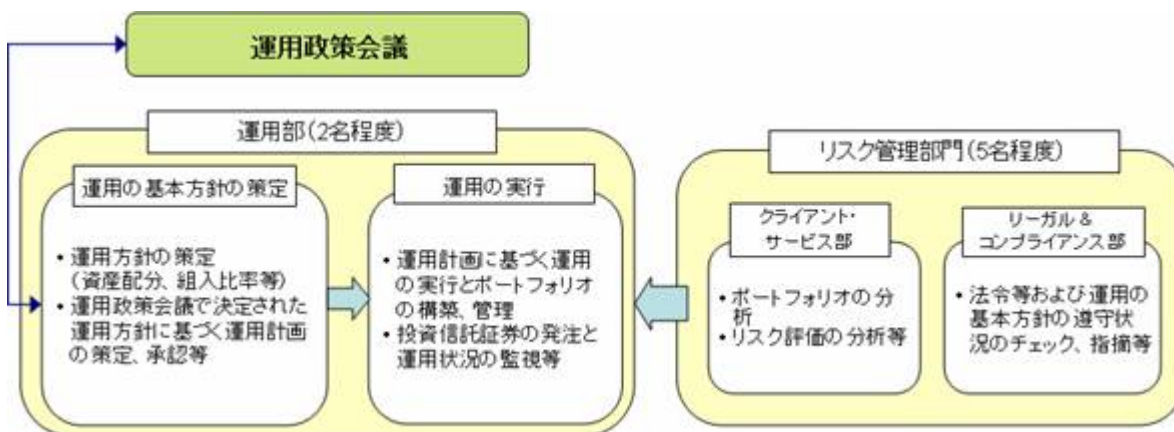 運用政策会議
運用部(2名程度)
運用の基本方針の策定
・運用方針の策定
(資産配分、組入比率等)
・運用政策会議で決定された
運用方針に基づく運用計画
の策定、承認等
運用の実行
・運用計画に基づく運用
の実行とポートフォリオ
の構築、管理
・投資信託証券の発注と
運用状況の監視等
リスク管理部門(5名程度)
クライアント・
サービス部
・ポートフォリオの分
析
・リスク評価の分析等
リーガル&
コンプライアンス部
・法令等および運用の
基本方針の遵守状
況のチェック、指摘等